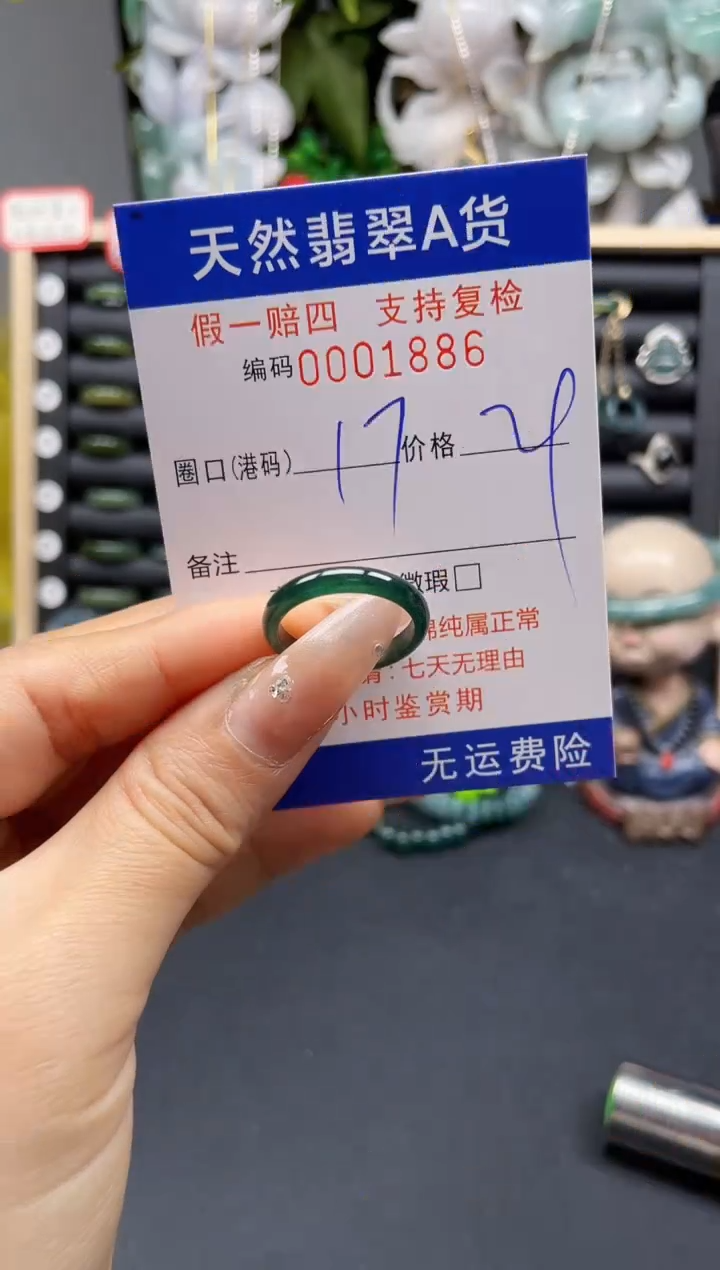 天然翡翠A货
假一赔四 支持复检
编码0001886
圈口(港码) 17 价格
备注
微瑕□
棉纯属正常
：七天无理由
小时鉴赏期
无运费险